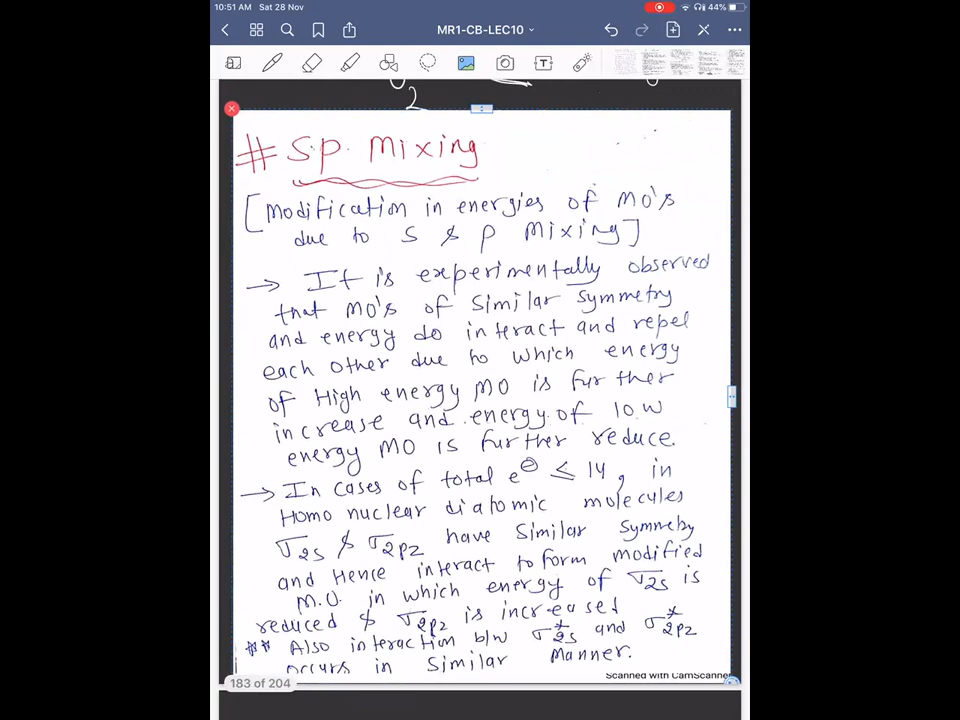 10:51 AM Sat 28 Nov
44%
MR1-CB-LEC10
T
2
# SP Mixing
[Modification in energies of MO's
due to S & P Mixing]
→ It is experimentally observed
that MO's of similar symmetry
and energy do interact and repel
each other due to which energy
of High energy MO is further
increase and energy of low
energy MO is further reduce.
→ In cases of total e⊖ ≤ 14, in
Homo nuclear diatomic molecules
σ2s & σ2pz have similar symmetry
and Hence interact to form modified
M.O. in which energy of σ2s is
reduced & σ2pz is increased
** Also interaction b/w σ*2s and σ*2pz
occurs in similar manner.
Scanned with CamScanne
183 of 204